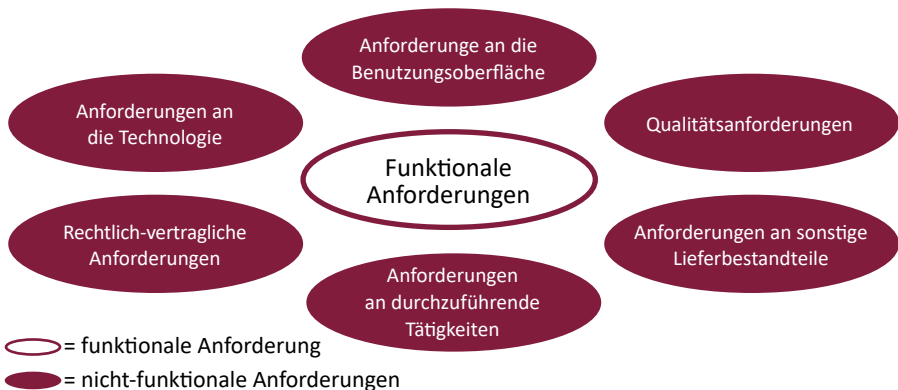 Anforderunge an die
Benutzungsoberfläche
Anforderungen an
die Technologie
Qualitätsanforderungen
Funktionale
Anforderungen
Rechtlich-vertragliche
Anforderungen
Anforderungen an sonstige
Lieferbestandteile
Anforderungen
an durchzuführende
Tätigkeiten
= funktionale Anforderung
= nicht-funktionale Anforderungen